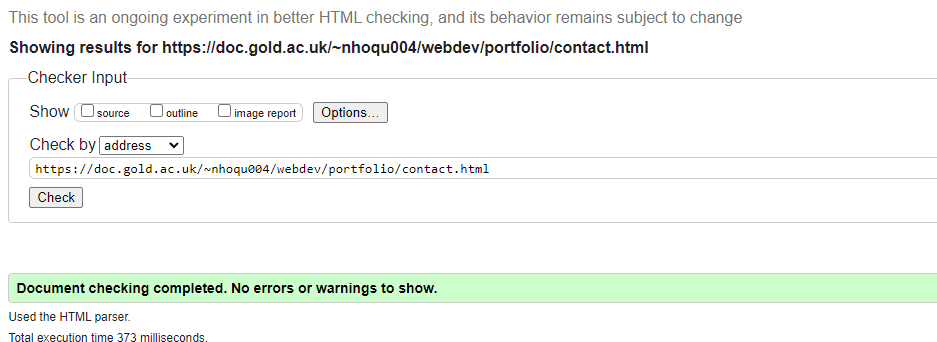 This tool is an ongoing experiment in better HTML checking, and its behavior remains subject to change
Showing results for https://doc.gold.ac.uk/~nhoqu004/webdev/portfolio/contact.html
Checker Input
Show source outline image report Options...
Check by address
https://doc.gold.ac.uk/~nhoqu004/webdev/portfolio/contact.html
Check
Document checking completed. No errors or warnings to show.
Used the HTML parser.
Total execution time 373 milliseconds.